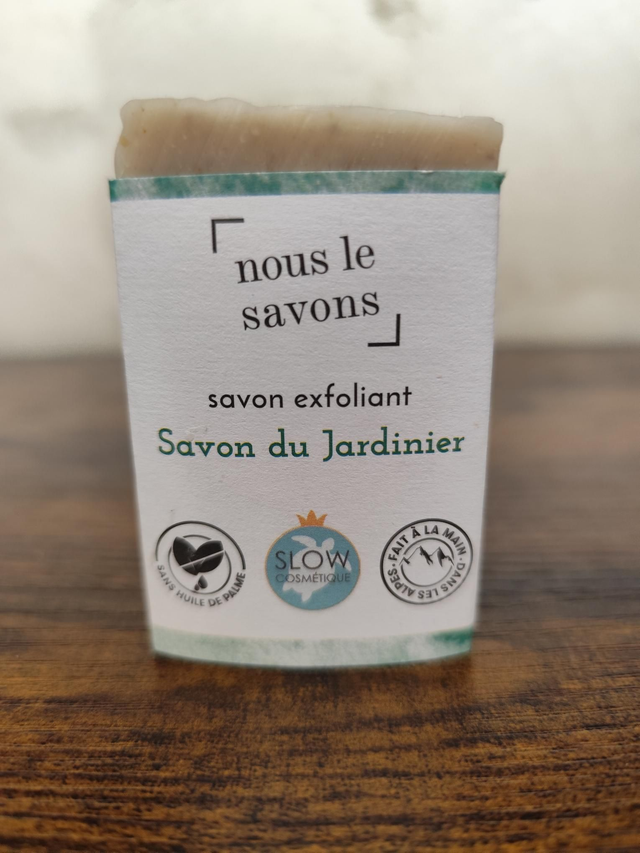 nous le
savons
savon exfoliant
Savon du Jardinier
SANS HUILE DE PALME
SLOW
COSMÉTIQUE
FAIT À LA MAIN · DANS LES ALPES ·